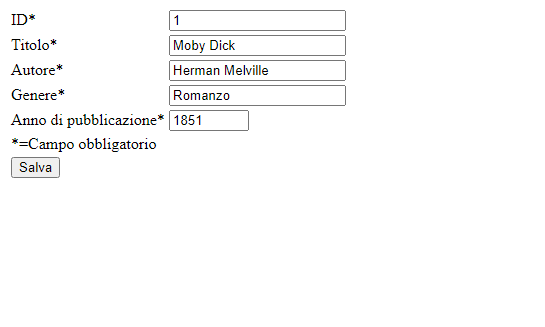 ID* 1
Titolo* Moby Dick
Autore* Herman Melville
Genere* Romanzo
Anno di pubblicazione* 1851
*=Campo obbligatorio
Salva